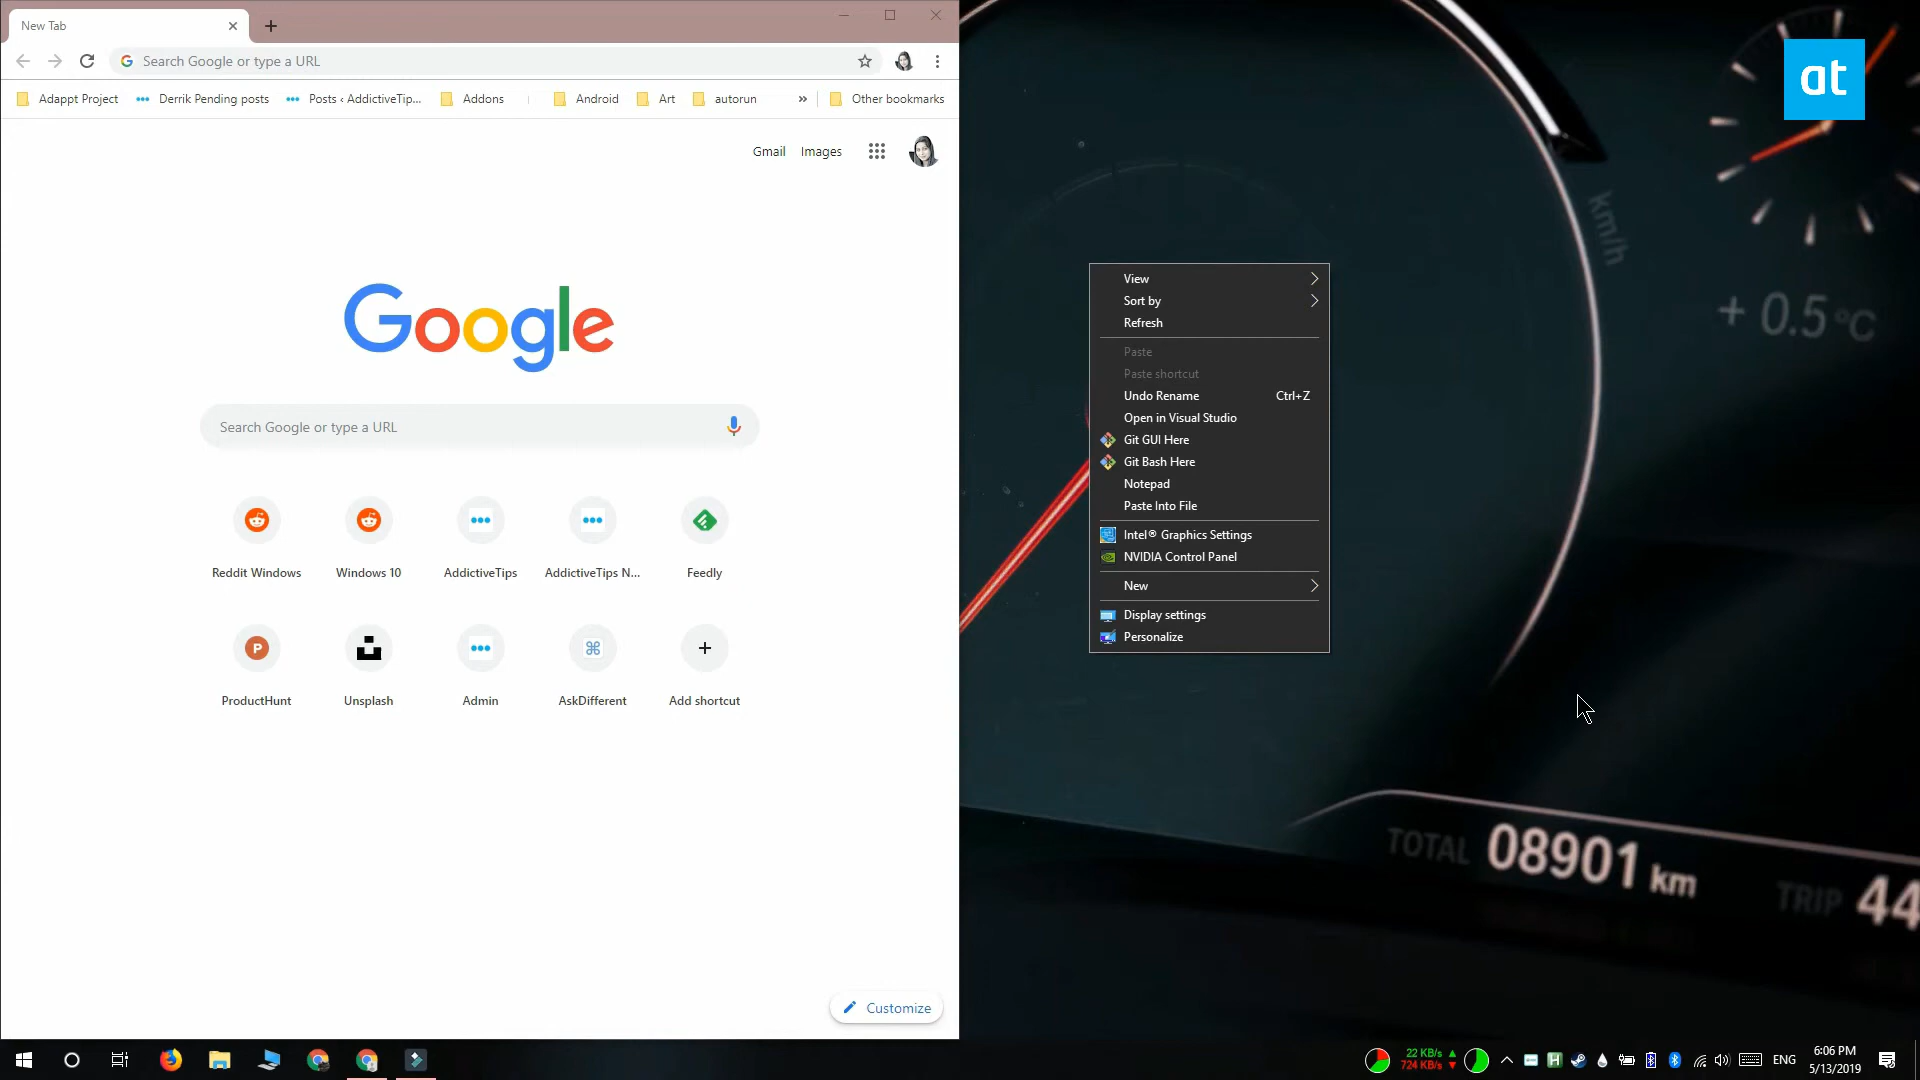 New Tab
Search Google or type a URL
Adappt Project
Derrik Pending posts
Posts ‹ AddictiveTip...
Addons
Android
Art
autorun
»
Other bookmarks
Gmail
Images
Google
Search Google or type a URL
Reddit Windows
Windows 10
AddictiveTips
AddictiveTips N...
Feedly
P
ProductHunt
Unsplash
Admin
AskDifferent
Add shortcut
Customize
at
km/h
+ 0.5 °C
View
Sort by
Refresh
Paste
Paste shortcut
Undo Rename Ctrl+Z
Open in Visual Studio
Git GUI Here
Git Bash Here
Notepad
Paste Into File
Intel® Graphics Settings
NVIDIA Control Panel
New
Display settings
Personalize
TOTAL 08901 km
TRIP 44
22 KB/s
724 KB/s
H
ENG
6:06 PM
5/13/2019